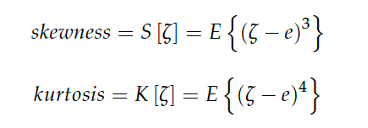 skewness = S [ζ] = E {(ζ − e)³}
kurtosis = K [ζ] = E {(ζ − e)⁴}